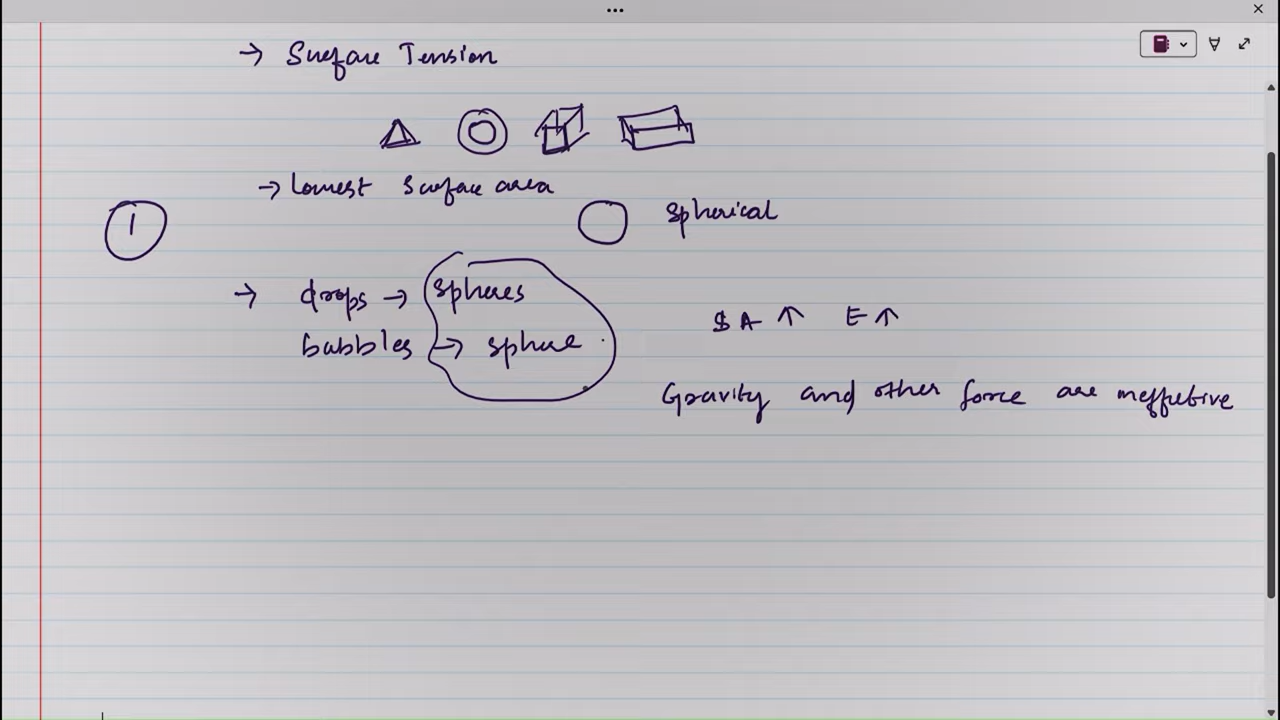 → Surface Tension
→ Lowest surface area
1
Spherical
→ drops → spheres
bubbles → sphere
SA ↑ E ↑
Gravity and other force are ineffective